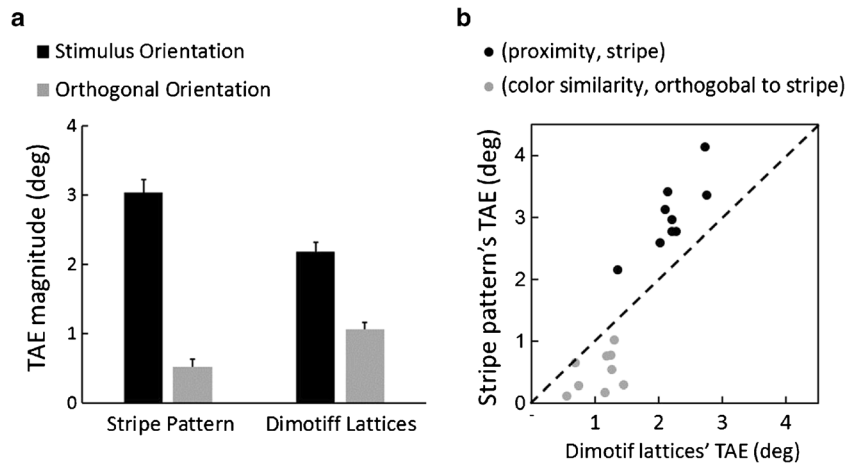 a
Stimulus Orientation
Orthogonal Orientation
TAE magnitude (deg)
4
3
2
1
0
Stripe Pattern
Dimotiff Lattices
b
(proximity, stripe)
(color similarity, orthogobal to stripe)
Stripe pattern's TAE (deg)
4
3
2
1
0
-
1
2
3
4
Dimotif lattices' TAE (deg)